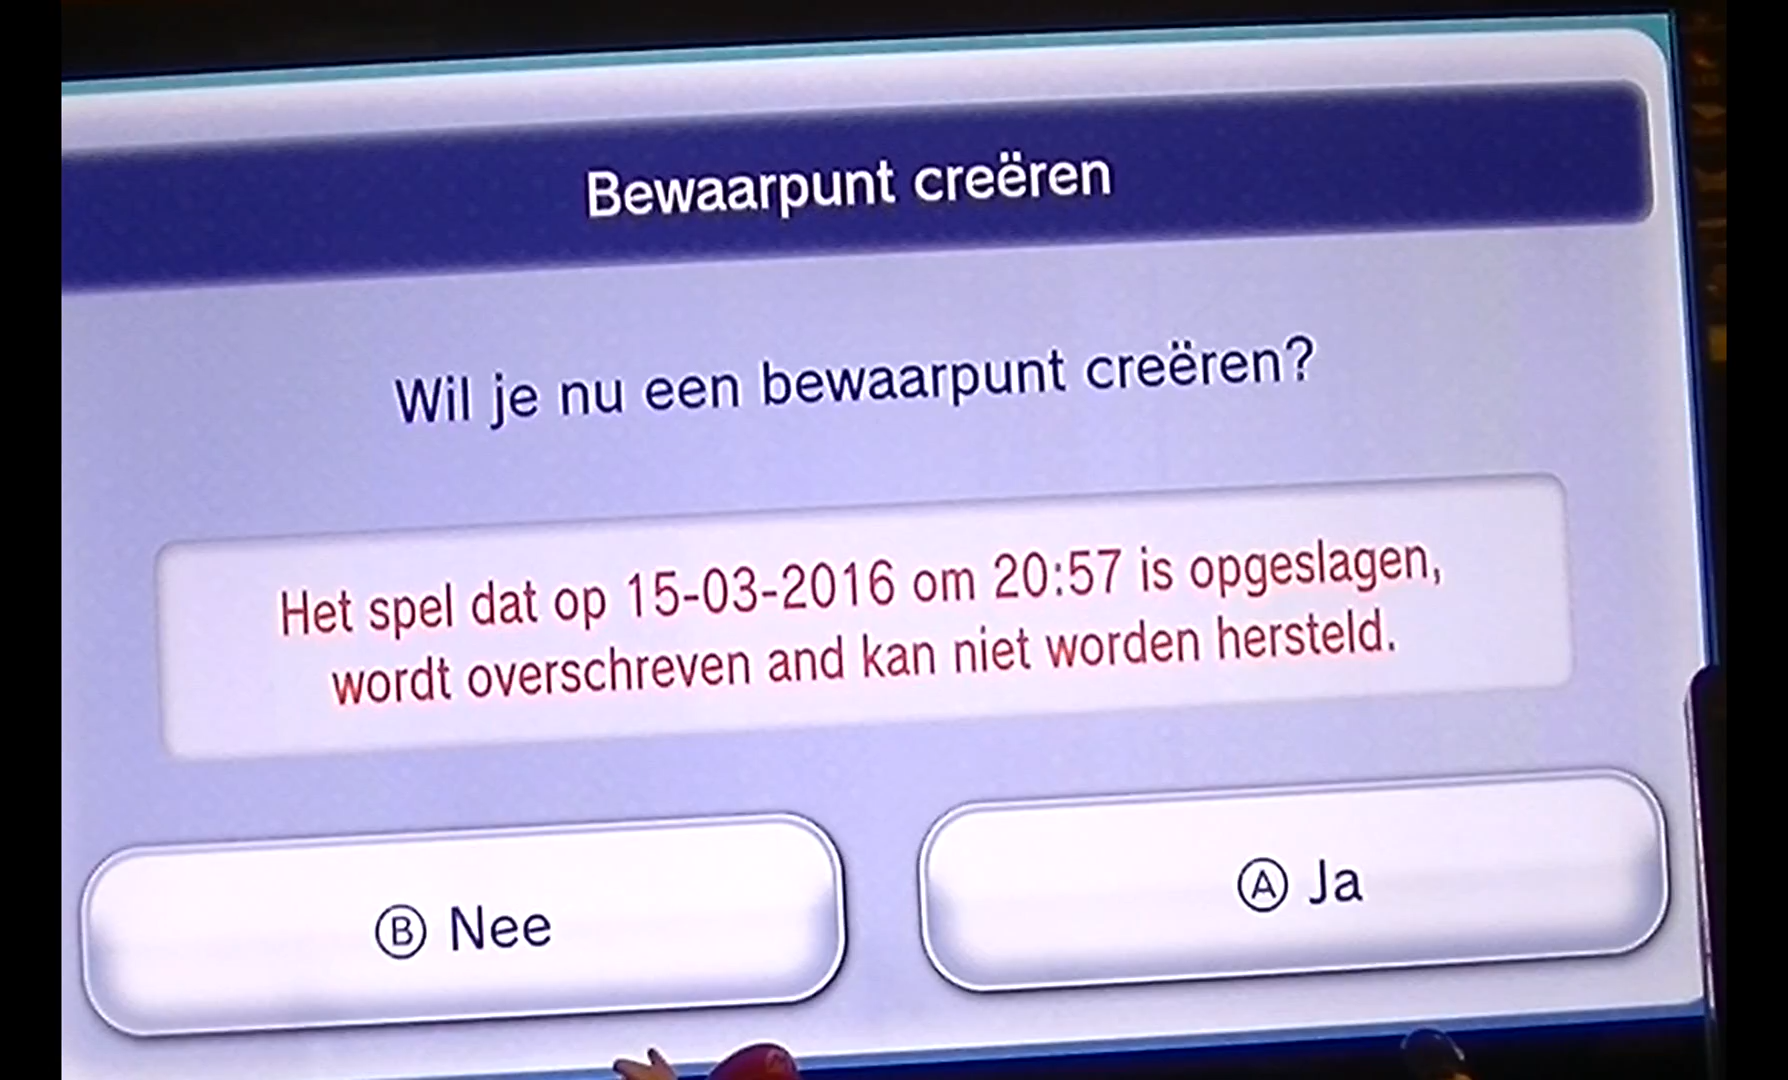 Bewaarpunt creëren
Wil je nu een bewaarpunt creëren?
Het spel dat op 15-03-2016 om 20:57 is opgeslagen,
wordt overschreven and kan niet worden hersteld.
Ⓑ Nee
Ⓐ Ja